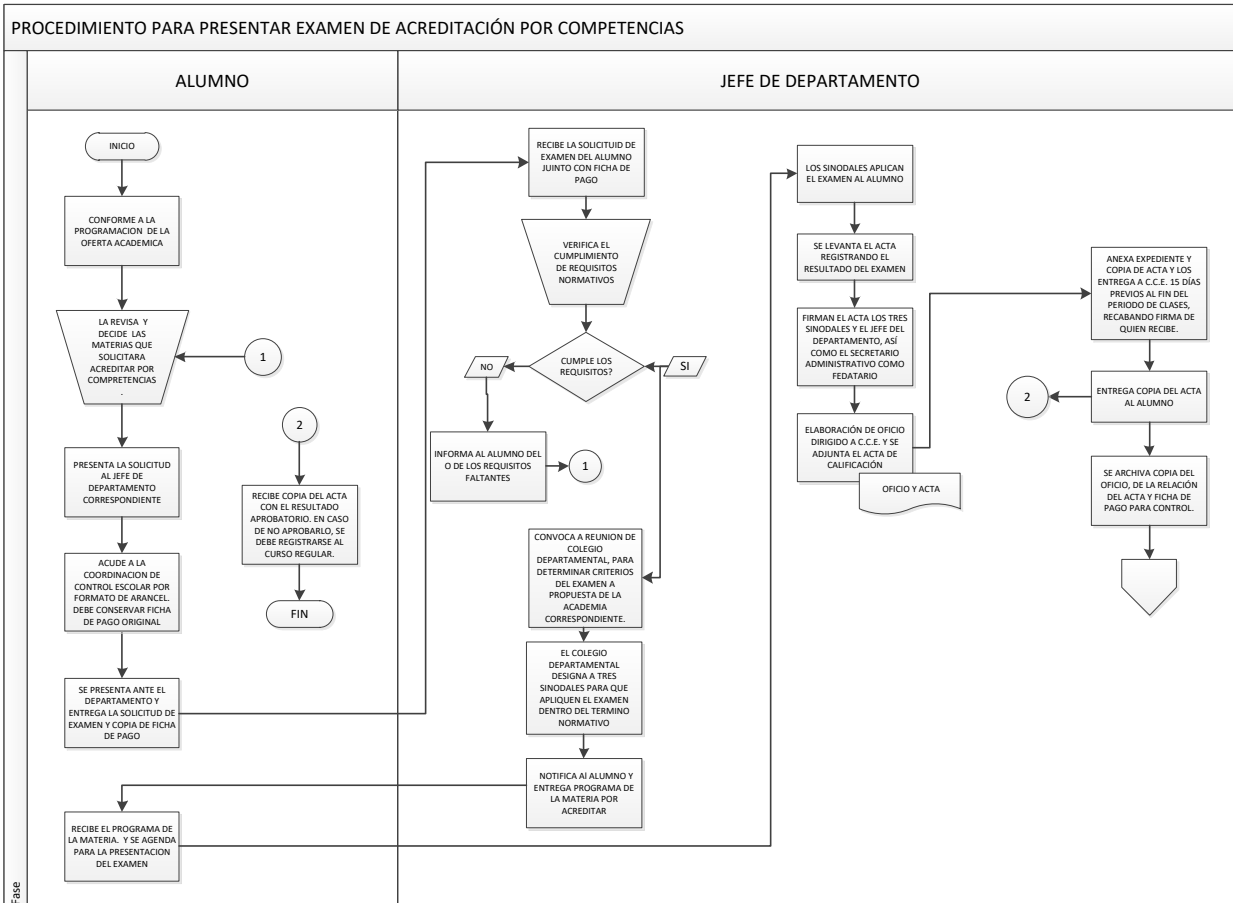 PROCEDIMIENTO PARA PRESENTAR EXAMEN DE ACREDITACIÓN POR COMPETENCIAS
Fase
ALUMNO
JEFE DE DEPARTAMENTO
INICIO
CONFORME A LA
PROGRAMACION DE LA
OFERTA ACADEMICA
LA REVISA Y
DECIDE LAS
MATERIAS QUE
SOLICITARA
ACREDITAR POR
COMPRETENCIAS
.
1
PRESENTA LA SOLICITUD
AL JEFE DE
DEPARTAMENTO
CORRESPONDIENTE
ACUDE A LA
COORDINACION DE
CONTROL ESCOLAR POR
FORMATO DE ARANCEL.
DEBE CONSERVAR FICHA
DE PAGO ORIGINAL
SE PRESENTA ANTE EL
DEPARTAMENTO Y
ENTREGA LA SOLICITUD DE
EXAMEN Y COPIA DE FICHA
DE PAGO
RECIBE EL PROGRAMA DE
LA MATERIA. Y SE AGENDA
PARA LA PRESENTACION
DEL EXAMEN
2
RECIBE COPIA DEL ACTA
CON EL RESULTADO
APROBATORIO. EN CASO
DE NO APROBARLO, SE
DEBE REGISTRARSE AL
CURSO REGULAR.
FIN
RECIBE LA SOLICITUID DE
EXAMEN DEL ALUMNO
JUINTO CON FICHA DE
PAGO
VERIFICA EL
CUMPLIMIENTO
DE REQUISITOS
NORMATIVOS
CUMPLE LOS
REQUISITOS?
NO
SI
INFORMA AL ALUMNO DEL
O DE LOS REQUISITOS
FALTANTES
1
CONVOCA A REUNION DE
COLEGIO
DEPARTAMENTAL, PARA
DETERMINAR CRITERIOS
DEL EXAMEN A
PROPUESTA DE LA
ACADEMIA
CORRESPONDIENTE.
EL COLEGIO
DEPARTAMENTAL
DESIGNA A TRES
SINODALES PARA QUE
APLIQUEN EL EXAMEN
DENTRO DEL TERMINO
NORMATIVO
NOTIFICA Al ALUMNO Y
ENTREGA PROGRAMA DE
LA MATERIA POR
ACREDITAR
LOS SINODALES APLICAN
EL EXAMEN AL ALUMNO
SE LEVANTA EL ACTA
REGISTRANDO EL
RESULTADO DEL EXAMEN
FIRMAN EL ACTA LOS TRES
SINODALES Y EL JEFE DEL
DEPARTAMENTO, ASÍ
COMO EL SECRETARIO
ADMINISTRATIVO COMO
FEDATARIO
ELABORACIÓN DE OFICIO
DIRIGIDO A C.C.E. Y SE
ADJUNTA EL ACTA DE
CALIFICACIÓN
OFICIO Y ACTA
ANEXA EXPEDIENTE Y
COPIA DE ACTA Y LOS
ENTREGA A C.C.E. 15 DÍAS
PREVIOS AL FIN DEL
PERIODO DE CLASES,
RECABANDO FIRMA DE
QUIEN RECIBE.
2
ENTREGA COPIA DEL ACTA
AL ALUMNO
SE ARCHIVA COPIA DEL
OFICIO, DE LA RELACIÓN
DEL ACTA Y FICHA DE
PAGO PARA CONTROL.